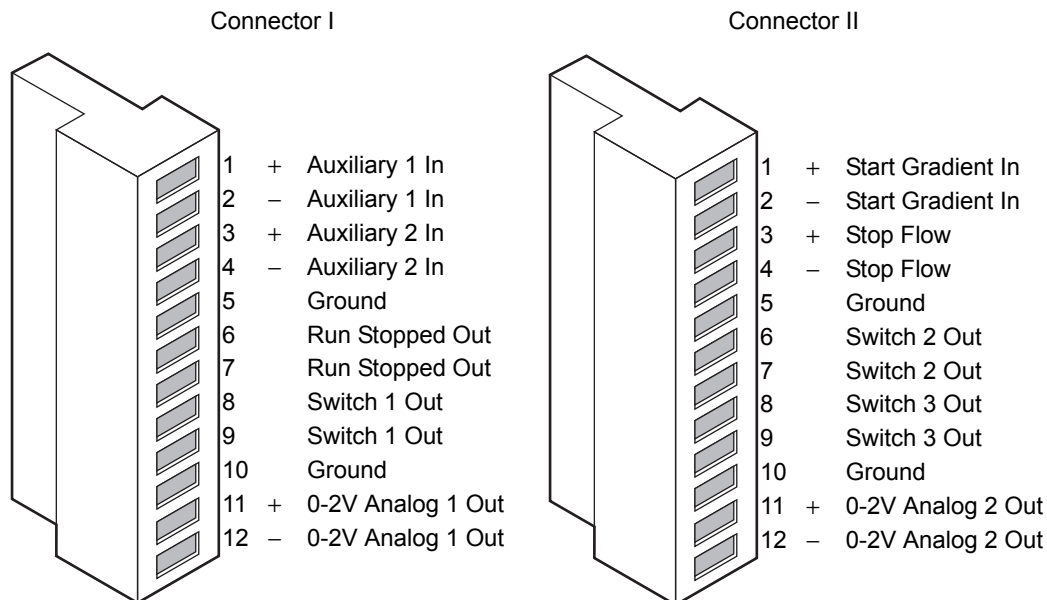 Connector I
1 + Auxiliary 1 In
2 − Auxiliary 1 In
3 + Auxiliary 2 In
4 − Auxiliary 2 In
5 Ground
6 Run Stopped Out
7 Run Stopped Out
8 Switch 1 Out
9 Switch 1 Out
10 Ground
11 + 0-2V Analog 1 Out
12 − 0-2V Analog 1 Out
Connector II
1 + Start Gradient In
2 − Start Gradient In
3 + Stop Flow
4 − Stop Flow
5 Ground
6 Switch 2 Out
7 Switch 2 Out
8 Switch 3 Out
9 Switch 3 Out
10 Ground
11 + 0-2V Analog 2 Out
12 − 0-2V Analog 2 Out